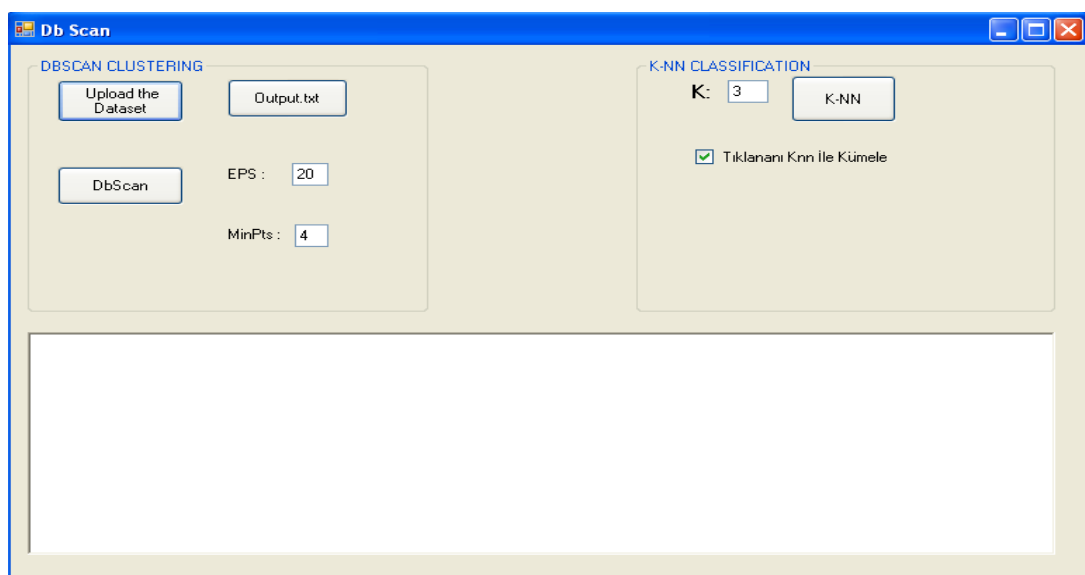 Db Scan
DBSCAN CLUSTERING
Upload the
Dataset
Output.txt
DbScan
EPS :
20
MinPts :
4
K-NN CLASSIFICATION
K:
3
K-NN
Tıklananı Knn İle Kümele